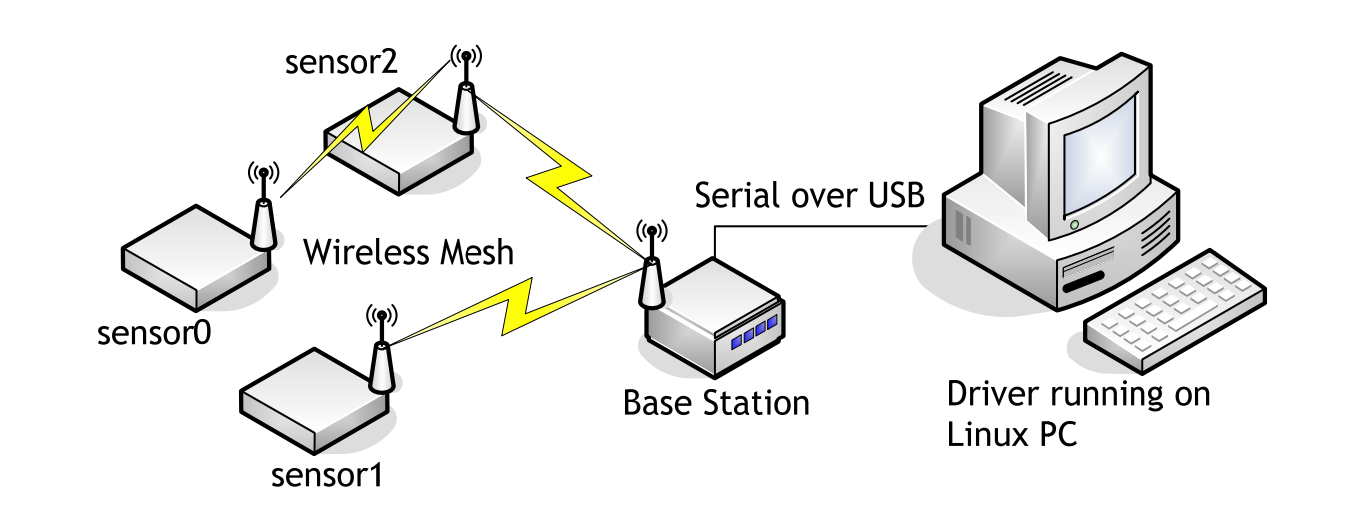 sensor2
Serial over USB
Wireless Mesh
sensor0
Base Station
Driver running on
Linux PC
sensor1